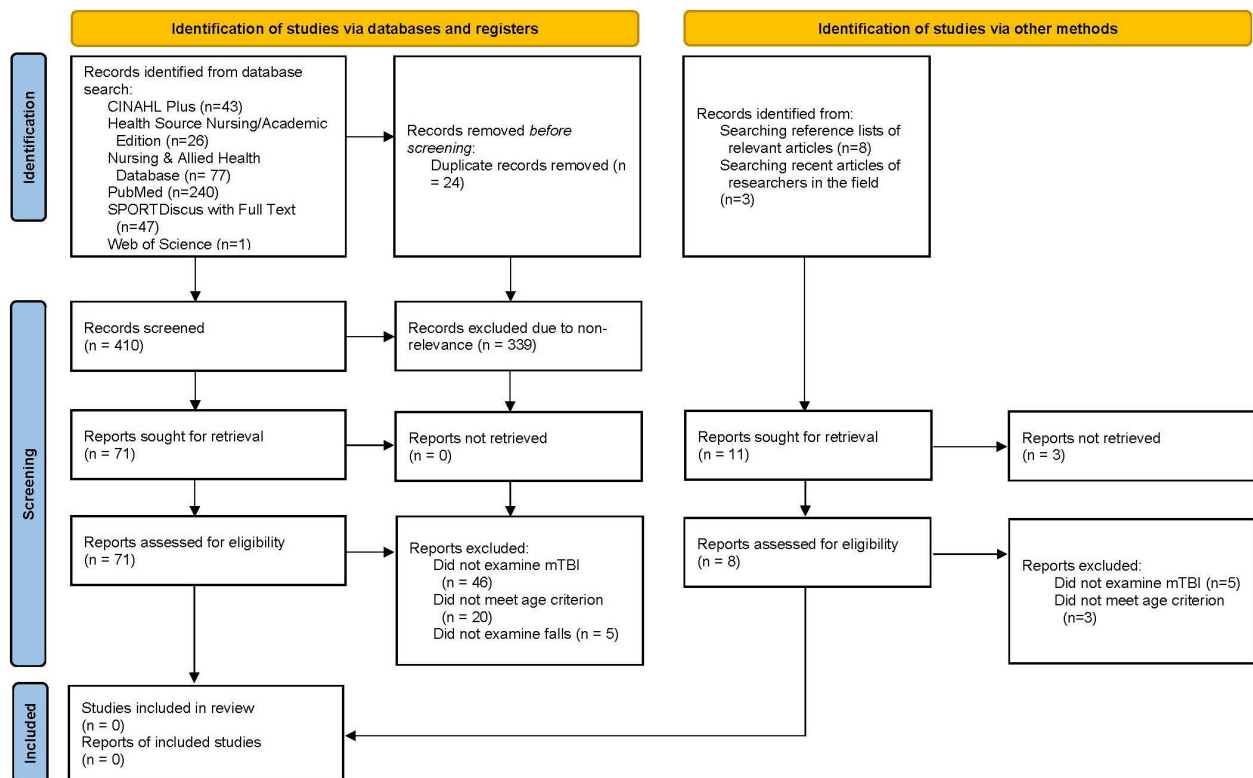 Identification of studies via databases and registers
Identification of studies via other methods
Identification
Records identified from database
search:
CINAHL Plus (n=43)
Health Source Nursing/Academic
Edition (n=26)
Nursing & Allied Health
Database (n= 77)
PubMed (n=240)
SPORTDiscus with Full Text
(n=47)
Web of Science (n=1)
Records removed before
screening:
Duplicate records removed (n
= 24)
Records identified from:
Searching reference lists of
relevant articles (n=8)
Searching recent articles of
researchers in the field
(n=3)
Screening
Records screened
(n = 410)
Records excluded due to non-
relevance (n = 339)
Reports sought for retrieval
(n = 71)
Reports not retrieved
(n = 0)
Reports sought for retrieval
(n = 11)
Reports not retrieved
(n = 3)
Reports assessed for eligibility
(n = 71)
Reports excluded:
Did not examine mTBI
(n = 46)
Did not meet age criterion
(n = 20)
Did not examine falls (n = 5)
Reports assessed for eligibility
(n = 8)
Reports excluded:
Did not examine mTBI (n=5)
Did not meet age criterion
(n=3)
Included
Studies included in review
(n = 0)
Reports of included studies
(n = 0)